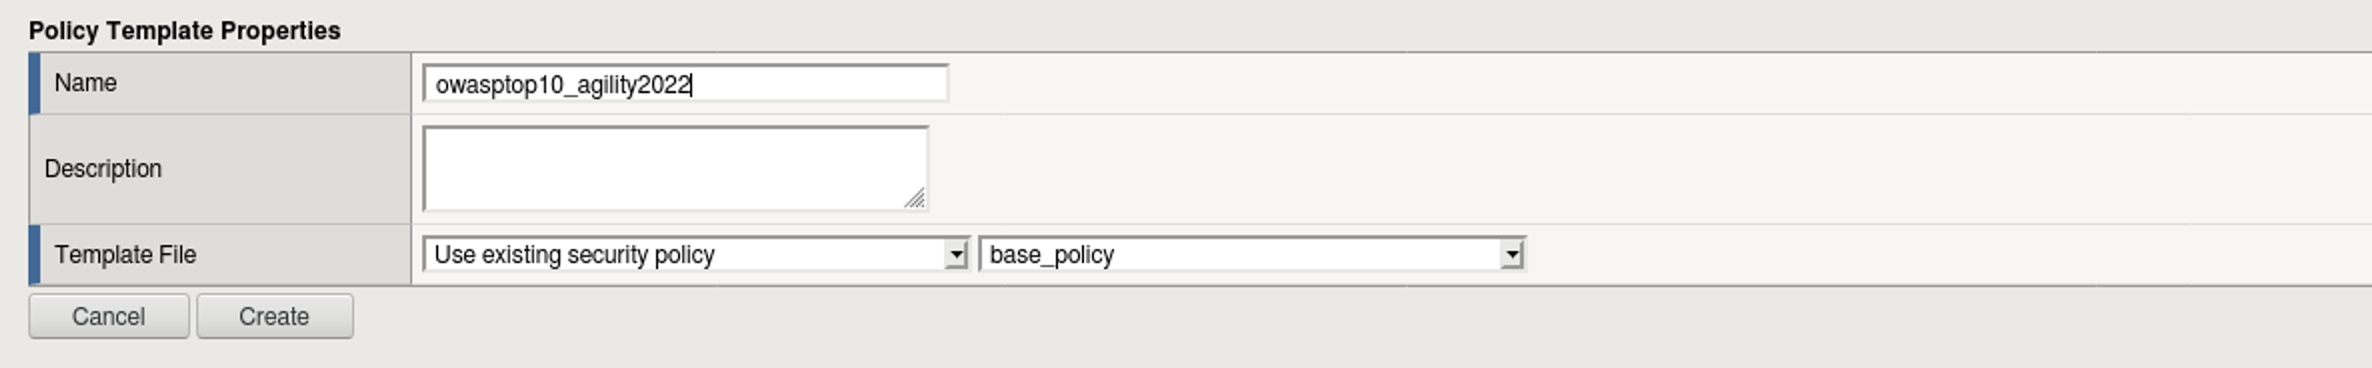 Policy Template Properties
Name owasptop10_agility2022
Description
Template File Use existing security policy base_policy
Cancel Create